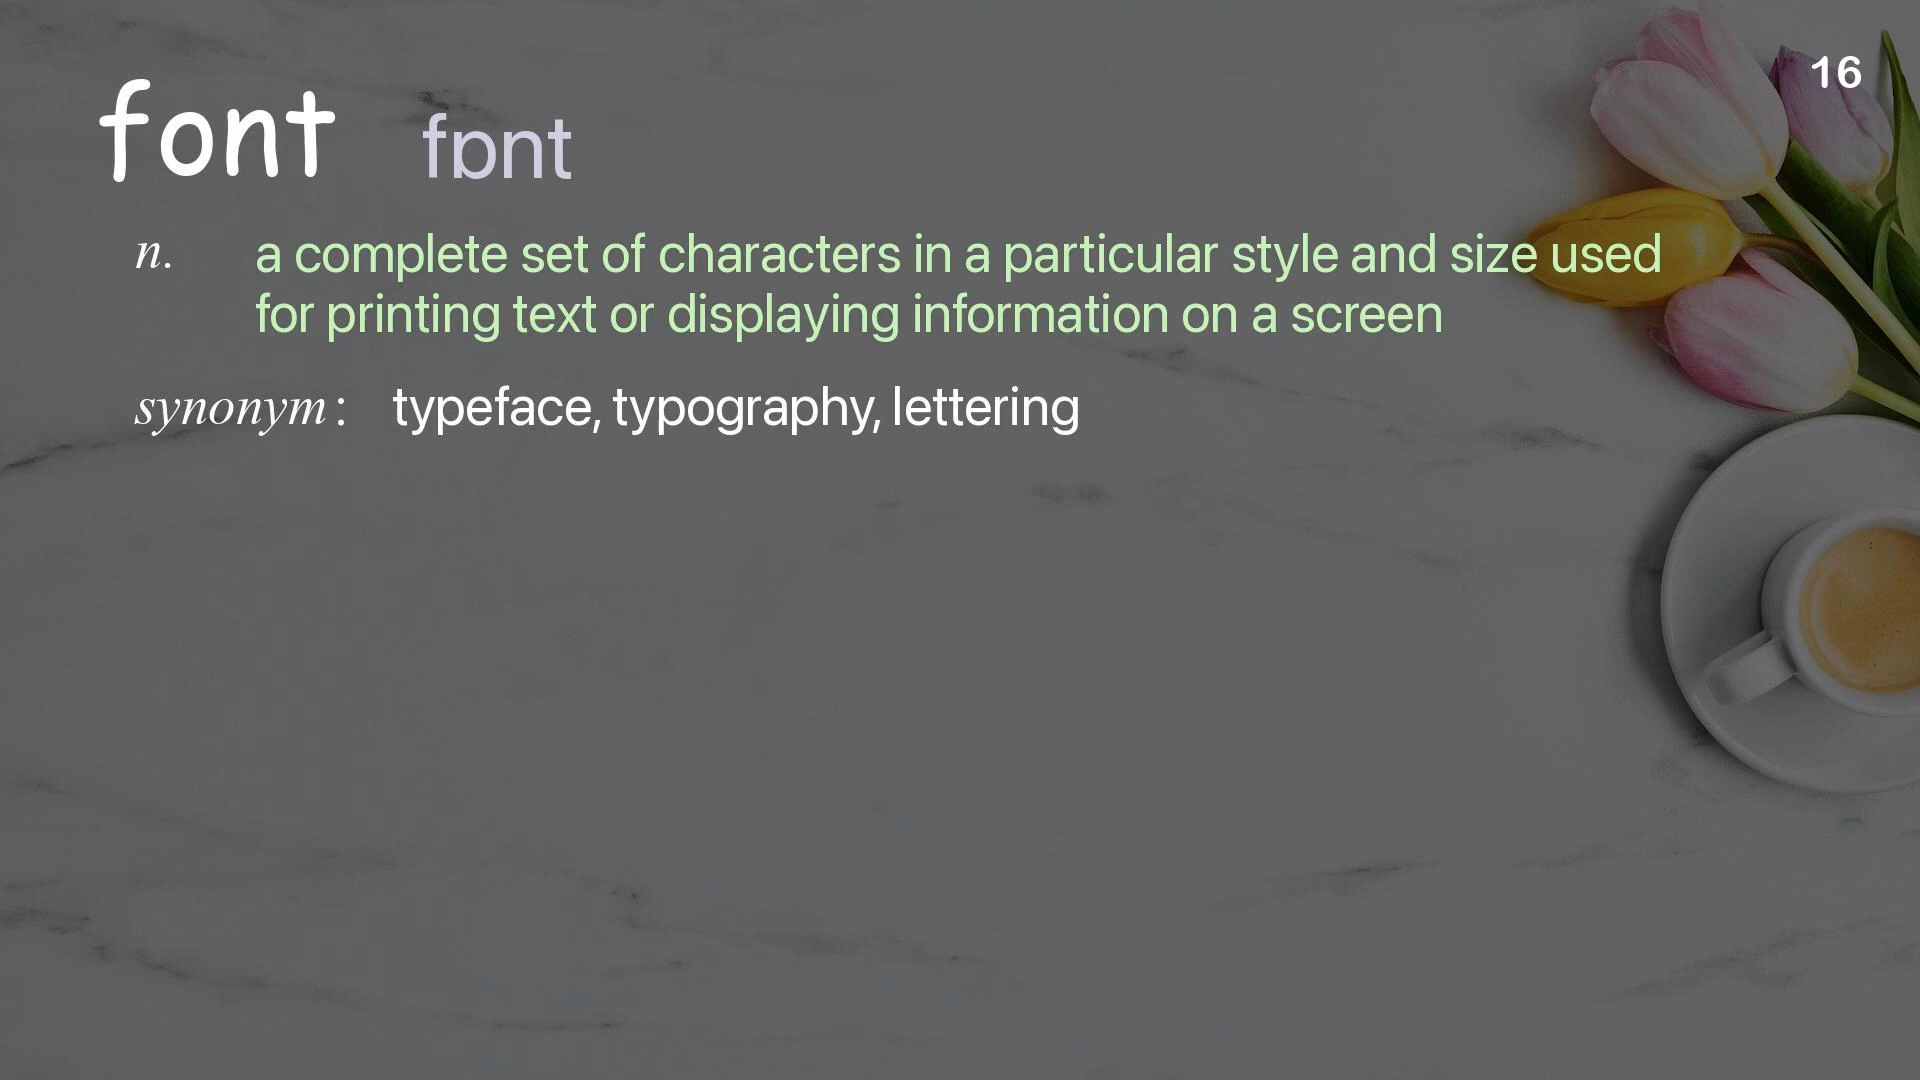 16
font fɒnt
n. a complete set of characters in a particular style and size used
for printing text or displaying information on a screen
synonym : typeface, typography, lettering